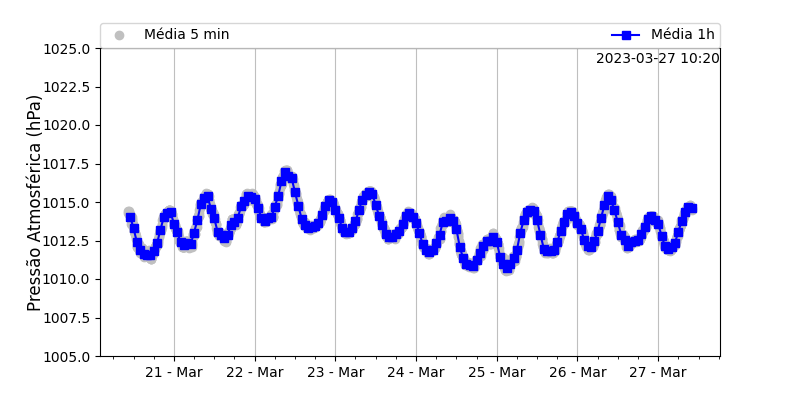 Média 5 min
Média 1h
2023-03-27 10:20
Pressão Atmosférica (hPa)
1025.0
1022.5
1020.0
1017.5
1015.0
1012.5
1010.0
1007.5
1005.0
21 - Mar
22 - Mar
23 - Mar
24 - Mar
25 - Mar
26 - Mar
27 - Mar